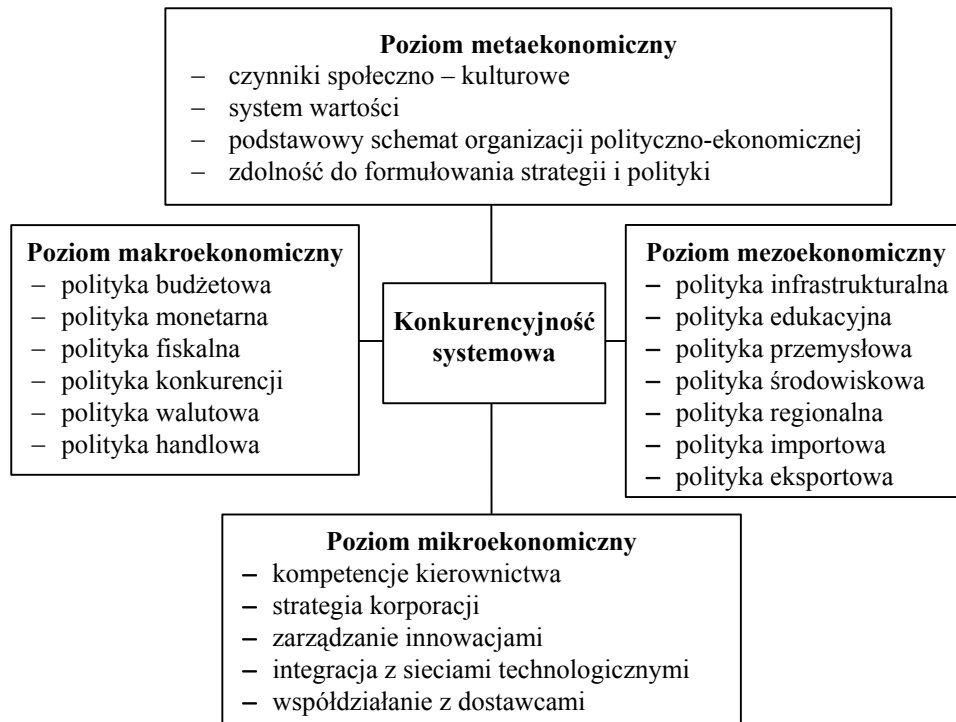 Poziom metaekonomiczny
– czynniki społeczno – kulturowe
– system wartości
– podstawowy schemat organizacji polityczno-ekonomicznej
– zdolność do formułowania strategii i polityki
Poziom makroekonomiczny
– polityka budżetowa
– polityka monetarna
– polityka fiskalna
– polityka konkurencji
– polityka walutowa
– polityka handlowa
Konkurencyjność
systemowa
Poziom mezoekonomiczny
– polityka infrastrukturalna
– polityka edukacyjna
– polityka przemysłowa
– polityka środowiskowa
– polityka regionalna
– polityka importowa
– polityka eksportowa
Poziom mikroekonomiczny
– kompetencje kierownictwa
– strategia korporacji
– zarządzanie innowacjami
– integracja z sieciami technologicznymi
– współdziałanie z dostawcami